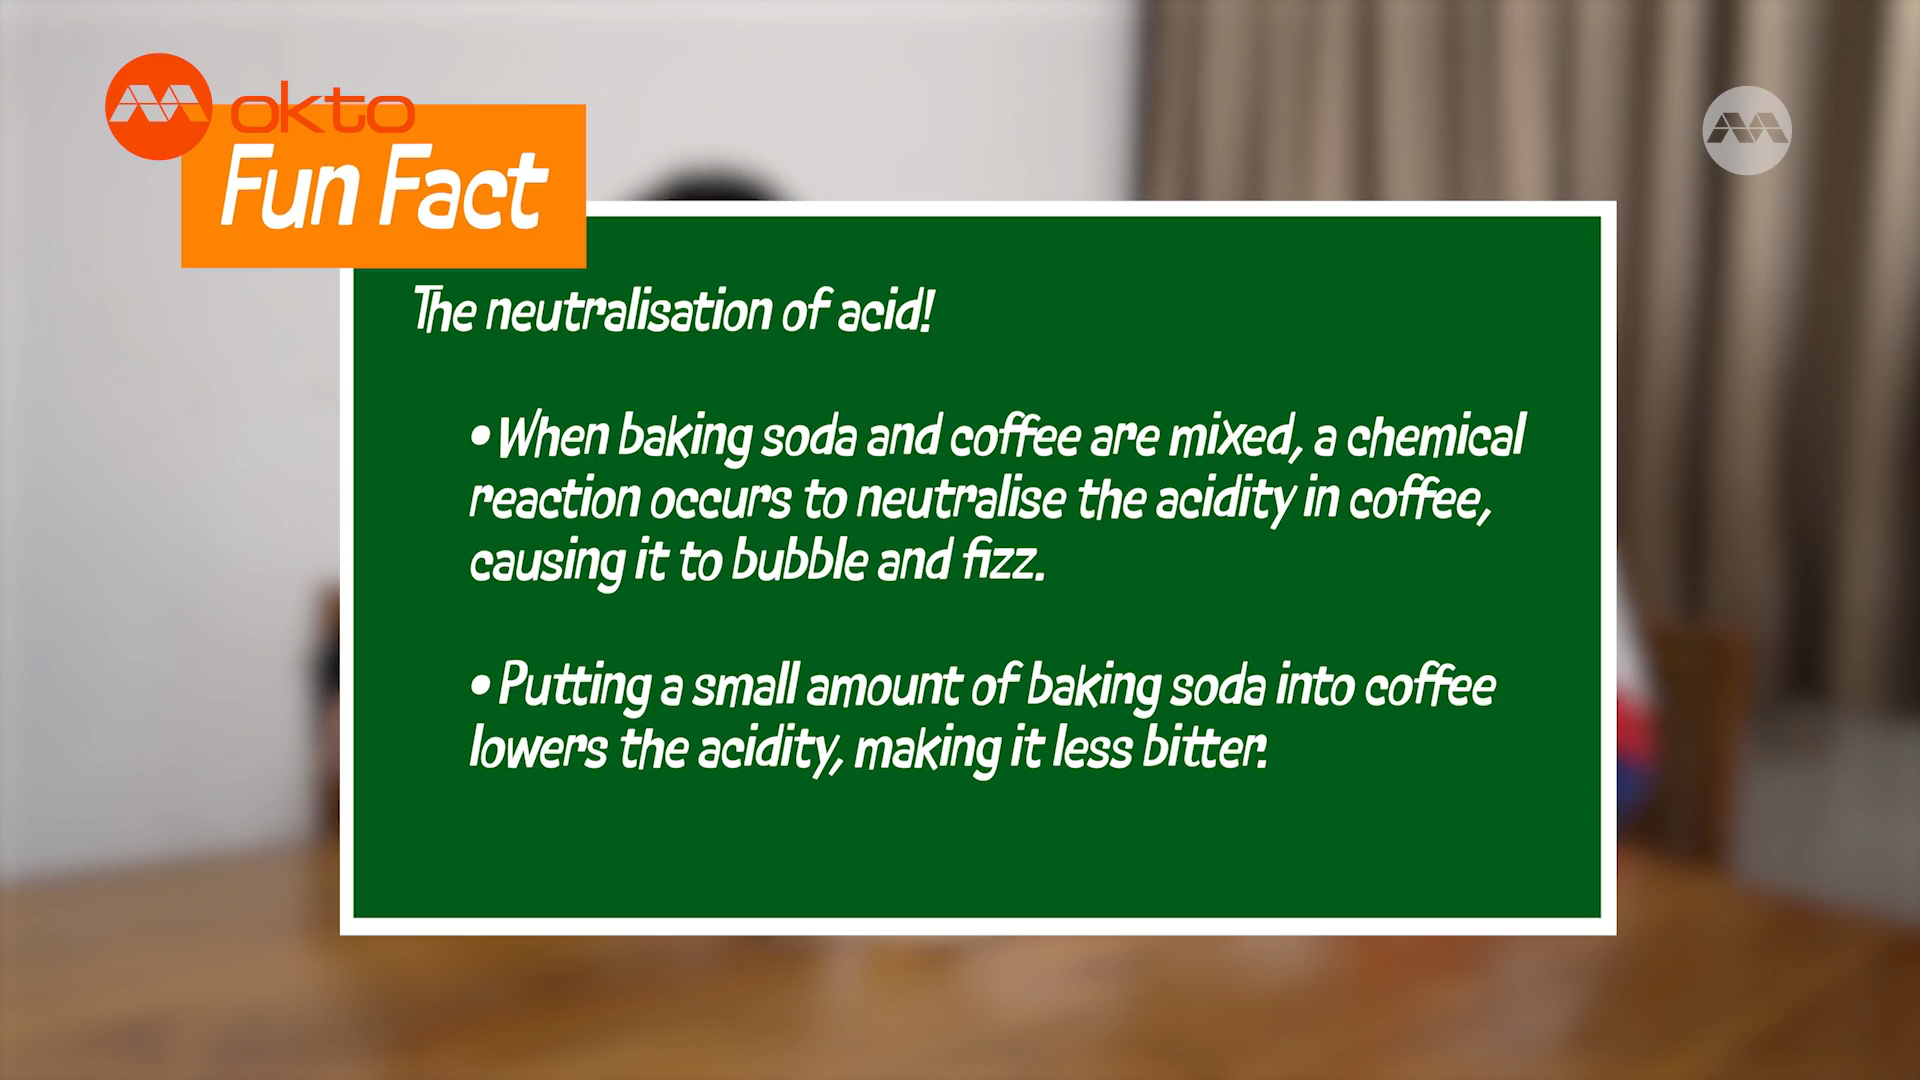 okto
Fun Fact
The neutralisation of acid!
• When baking soda and coffee are mixed, a chemical
reaction occurs to neutralise the acidity in coffee,
causing it to bubble and fizz.
• Putting a small amount of baking soda into coffee
lowers the acidity, making it less bitter.